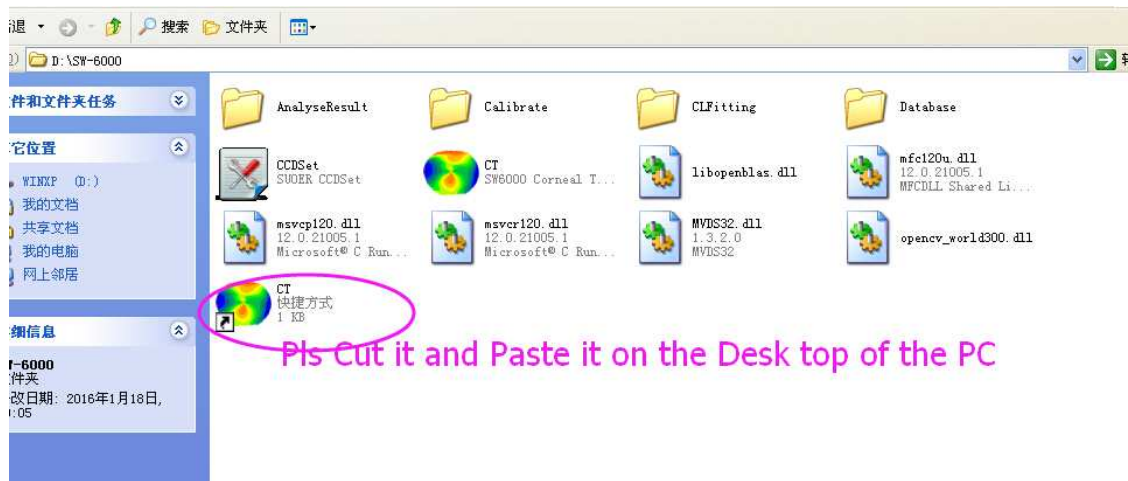 退 搜索 文件夹
D:\SW-6000
件和文件夹任务
AnalyseResult
Calibrate
CLFitting
Database
它位置
WINXP (D:)
我的文档
共享文档
我的电脑
网上邻居
CCDSet
SUOER CCDSet
CT
SW6000 Corneal T...
libopenblas.dll
mfc120u.dll
12.0.21005.1
MFCDLL Shared Li...
msvcp120.dll
12.0.21005.1
Microsoft® C Run...
msvcr120.dll
12.0.21005.1
Microsoft® C Run...
MVDS32.dll
1.3.2.0
MVDS32
opencv_world300.dll
CT
快捷方式
1 KB
Pls Cut it and Paste it on the Desk top of the PC
细信息
-6000
件夹
改日期: 2016年1月18日,
:05